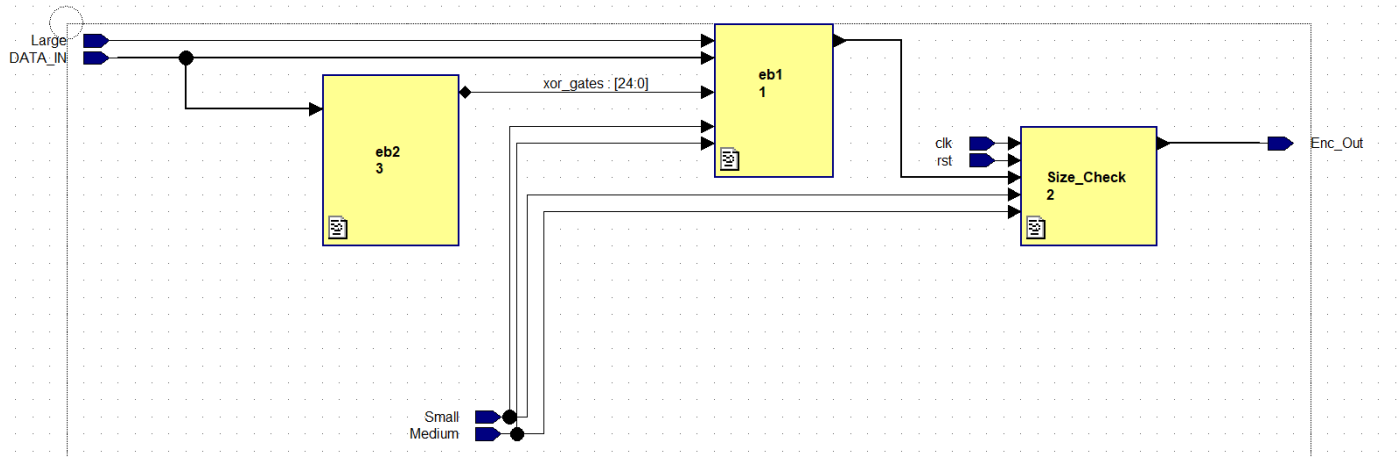 Large
DATA_IN
xor_gates : [24:0]
eb1
1
eb2
3
clk
rst
Size_Check
2
Enc_Out
Small
Medium